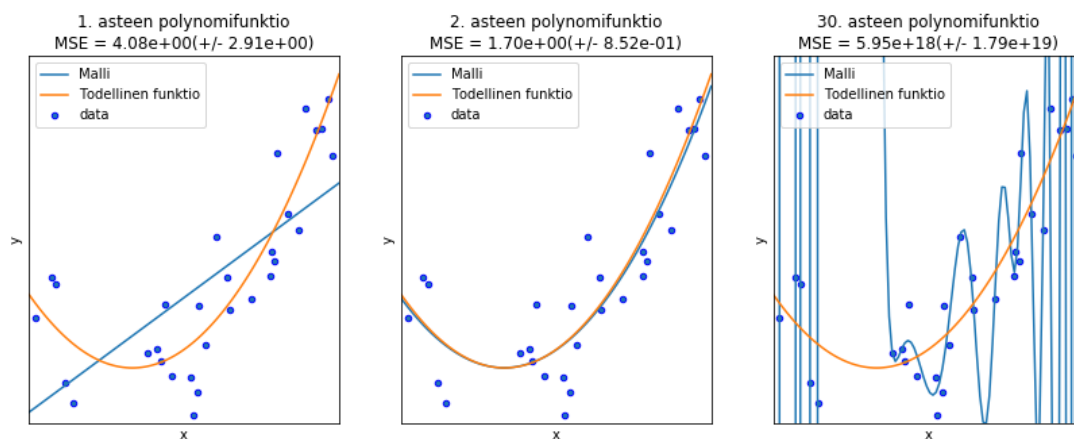 1. asteen polynomifunktio
MSE = 4.08e+00(+/- 2.91e+00)
Malli
Todellinen funktio
data
y
x
2. asteen polynomifunktio
MSE = 1.70e+00(+/- 8.52e-01)
Malli
Todellinen funktio
data
y
x
30. asteen polynomifunktio
MSE = 5.95e+18(+/- 1.79e+19)
Malli
Todellinen funktio
data
y
x